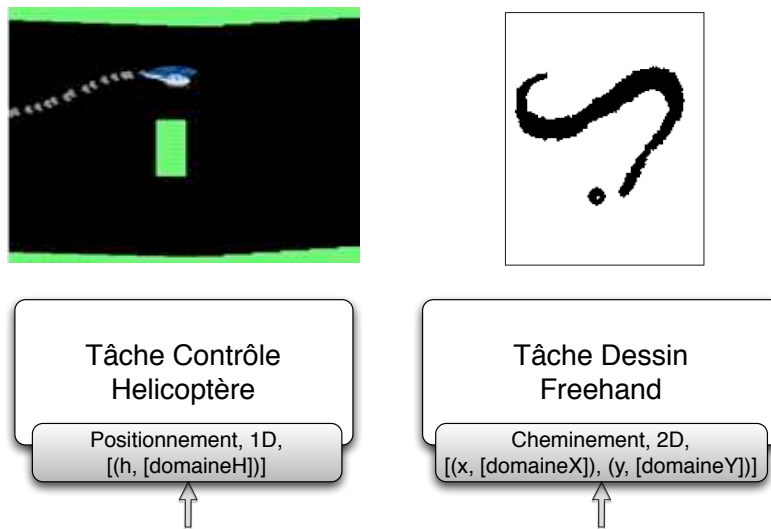 Tâche Contrôle
Helicoptère
Positionnement, 1D,
[(h, [domaineH])]
Tâche Dessin
Freehand
Cheminement, 2D,
[(x, [domaineX]), (y, [domaineY])]